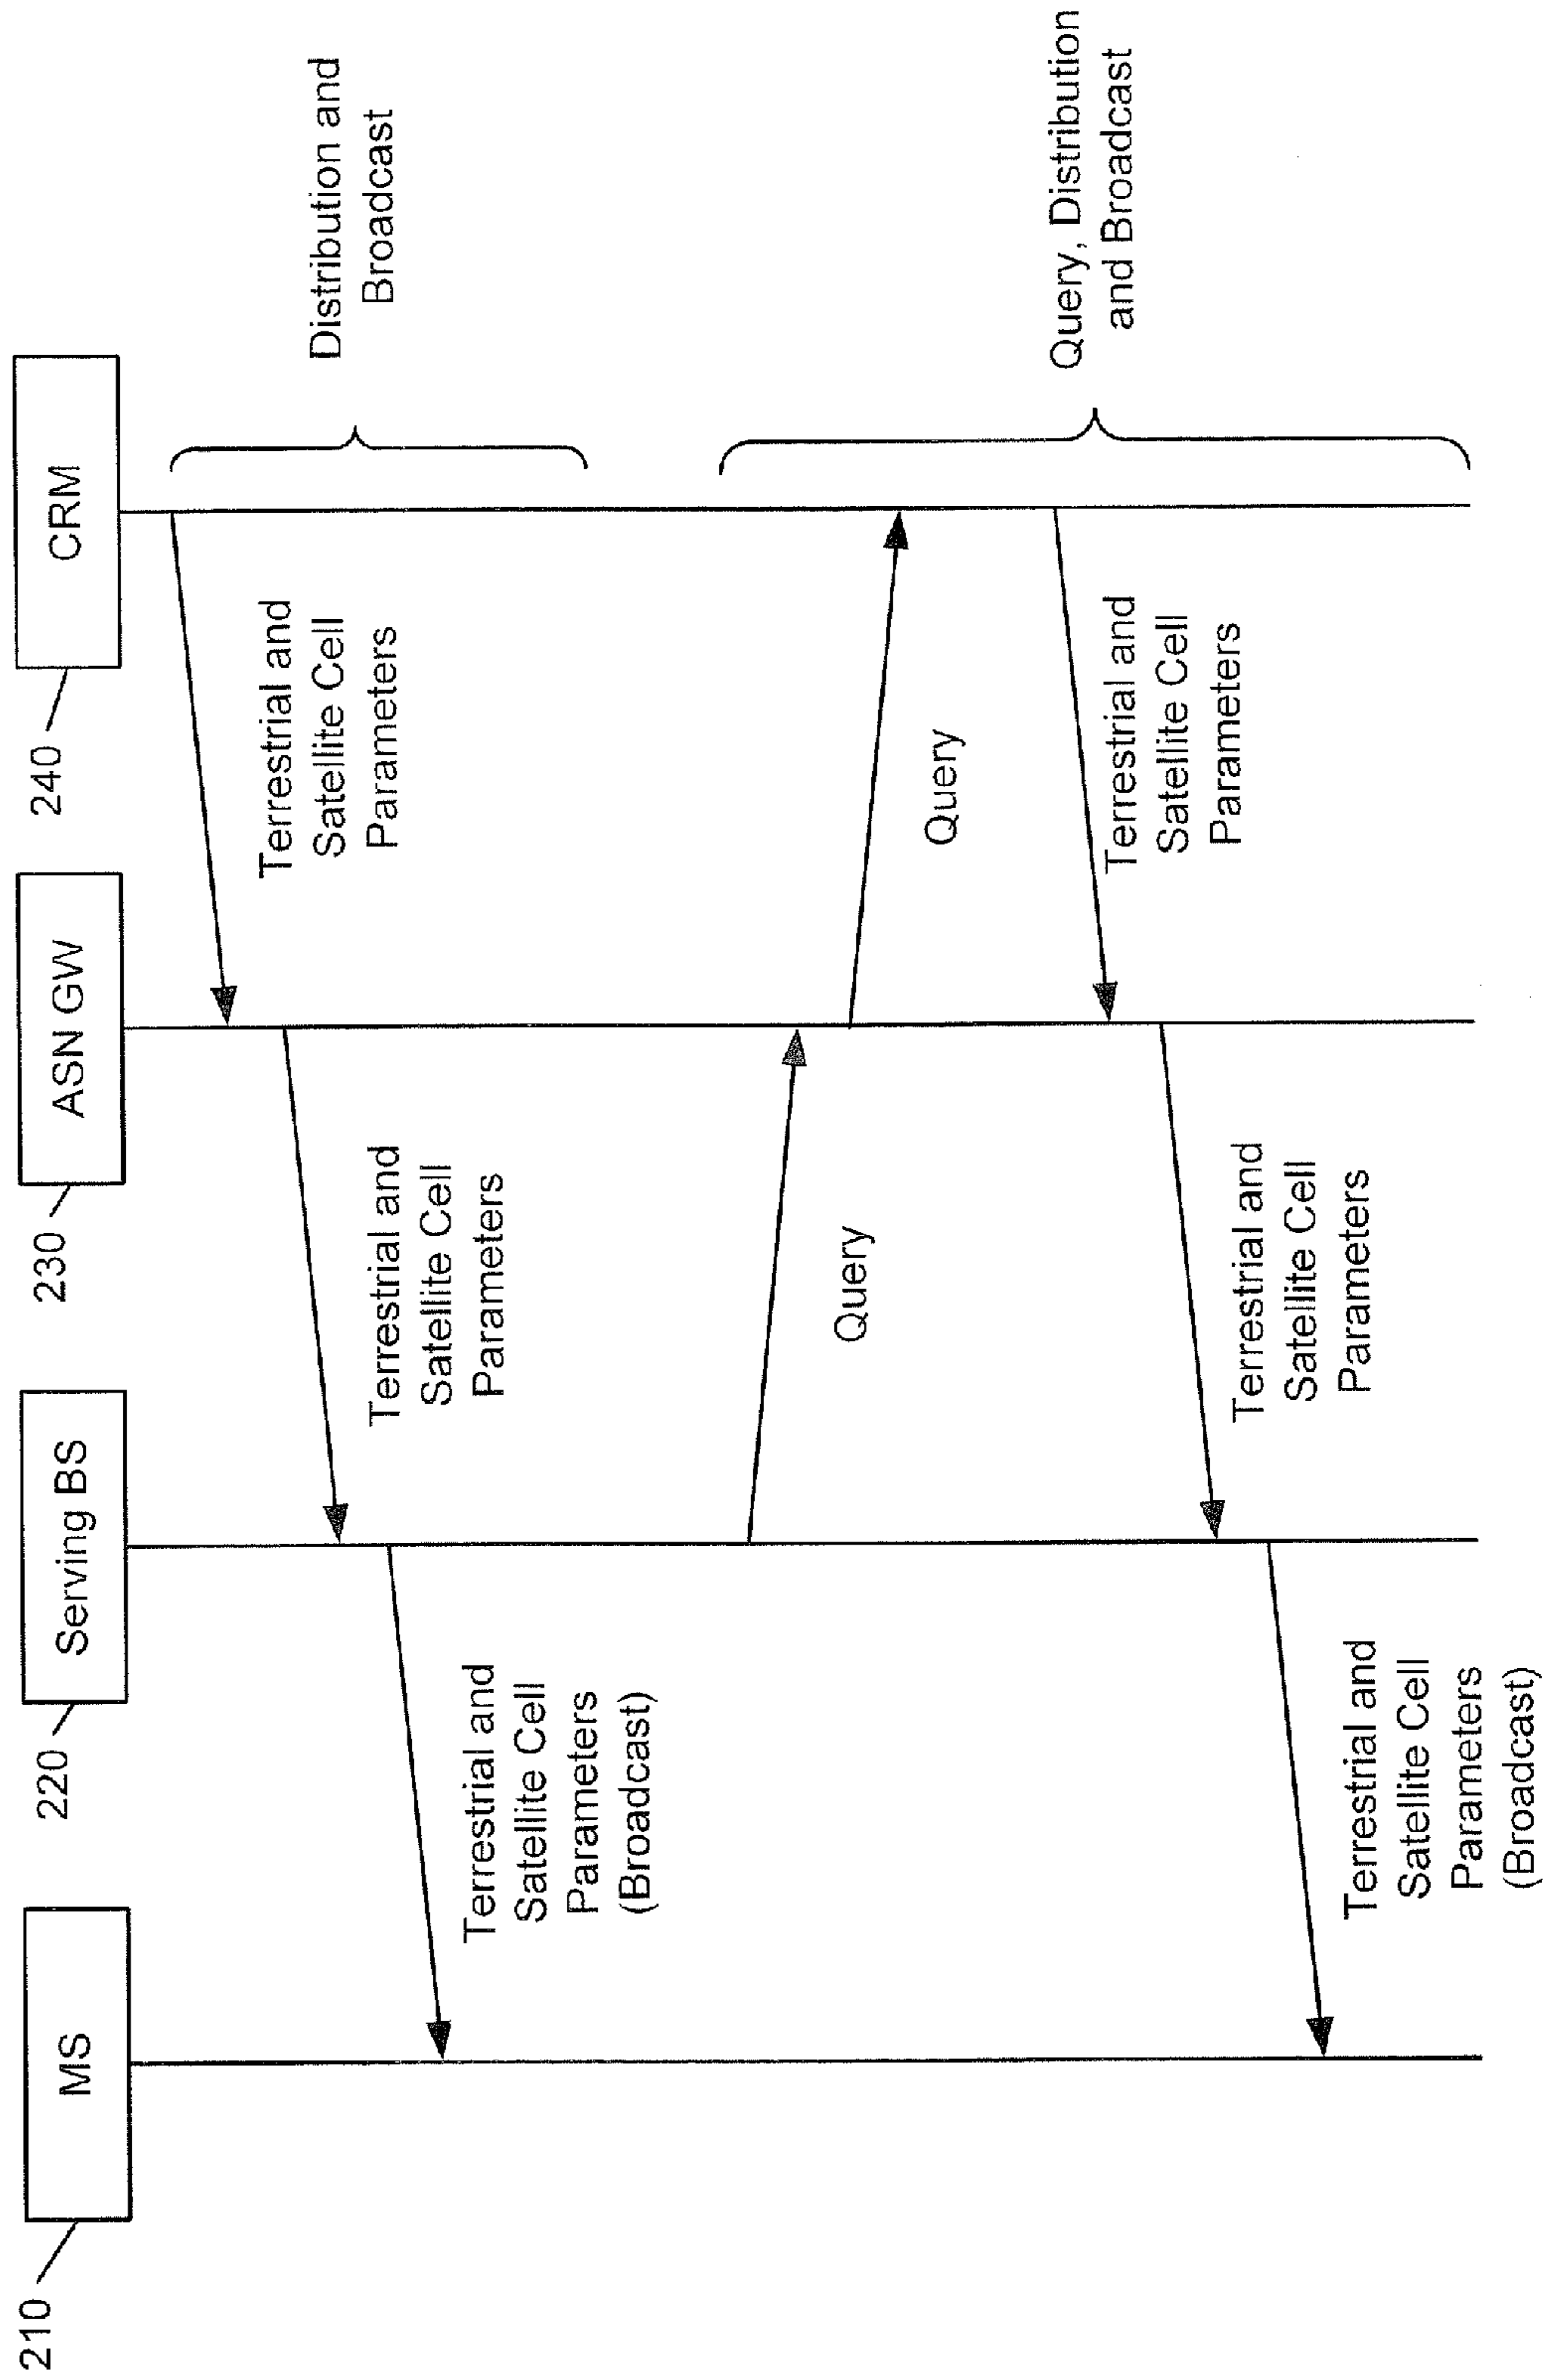 210
MS
220
Serving BS
230
ASN GW
240
CRM
Terrestrial and
Satellite Cell
Parameters
Distribution and
Broadcast
Terrestrial and
Satellite Cell
Parameters
Terrestrial and
Satellite Cell
Parameters
(Broadcast)
Query
Query
Query, Distribution
and Broadcast
Terrestrial and
Satellite Cell
Parameters
Terrestrial and
Satellite Cell
Parameters
Terrestrial and
Satellite Cell
Parameters
(Broadcast)